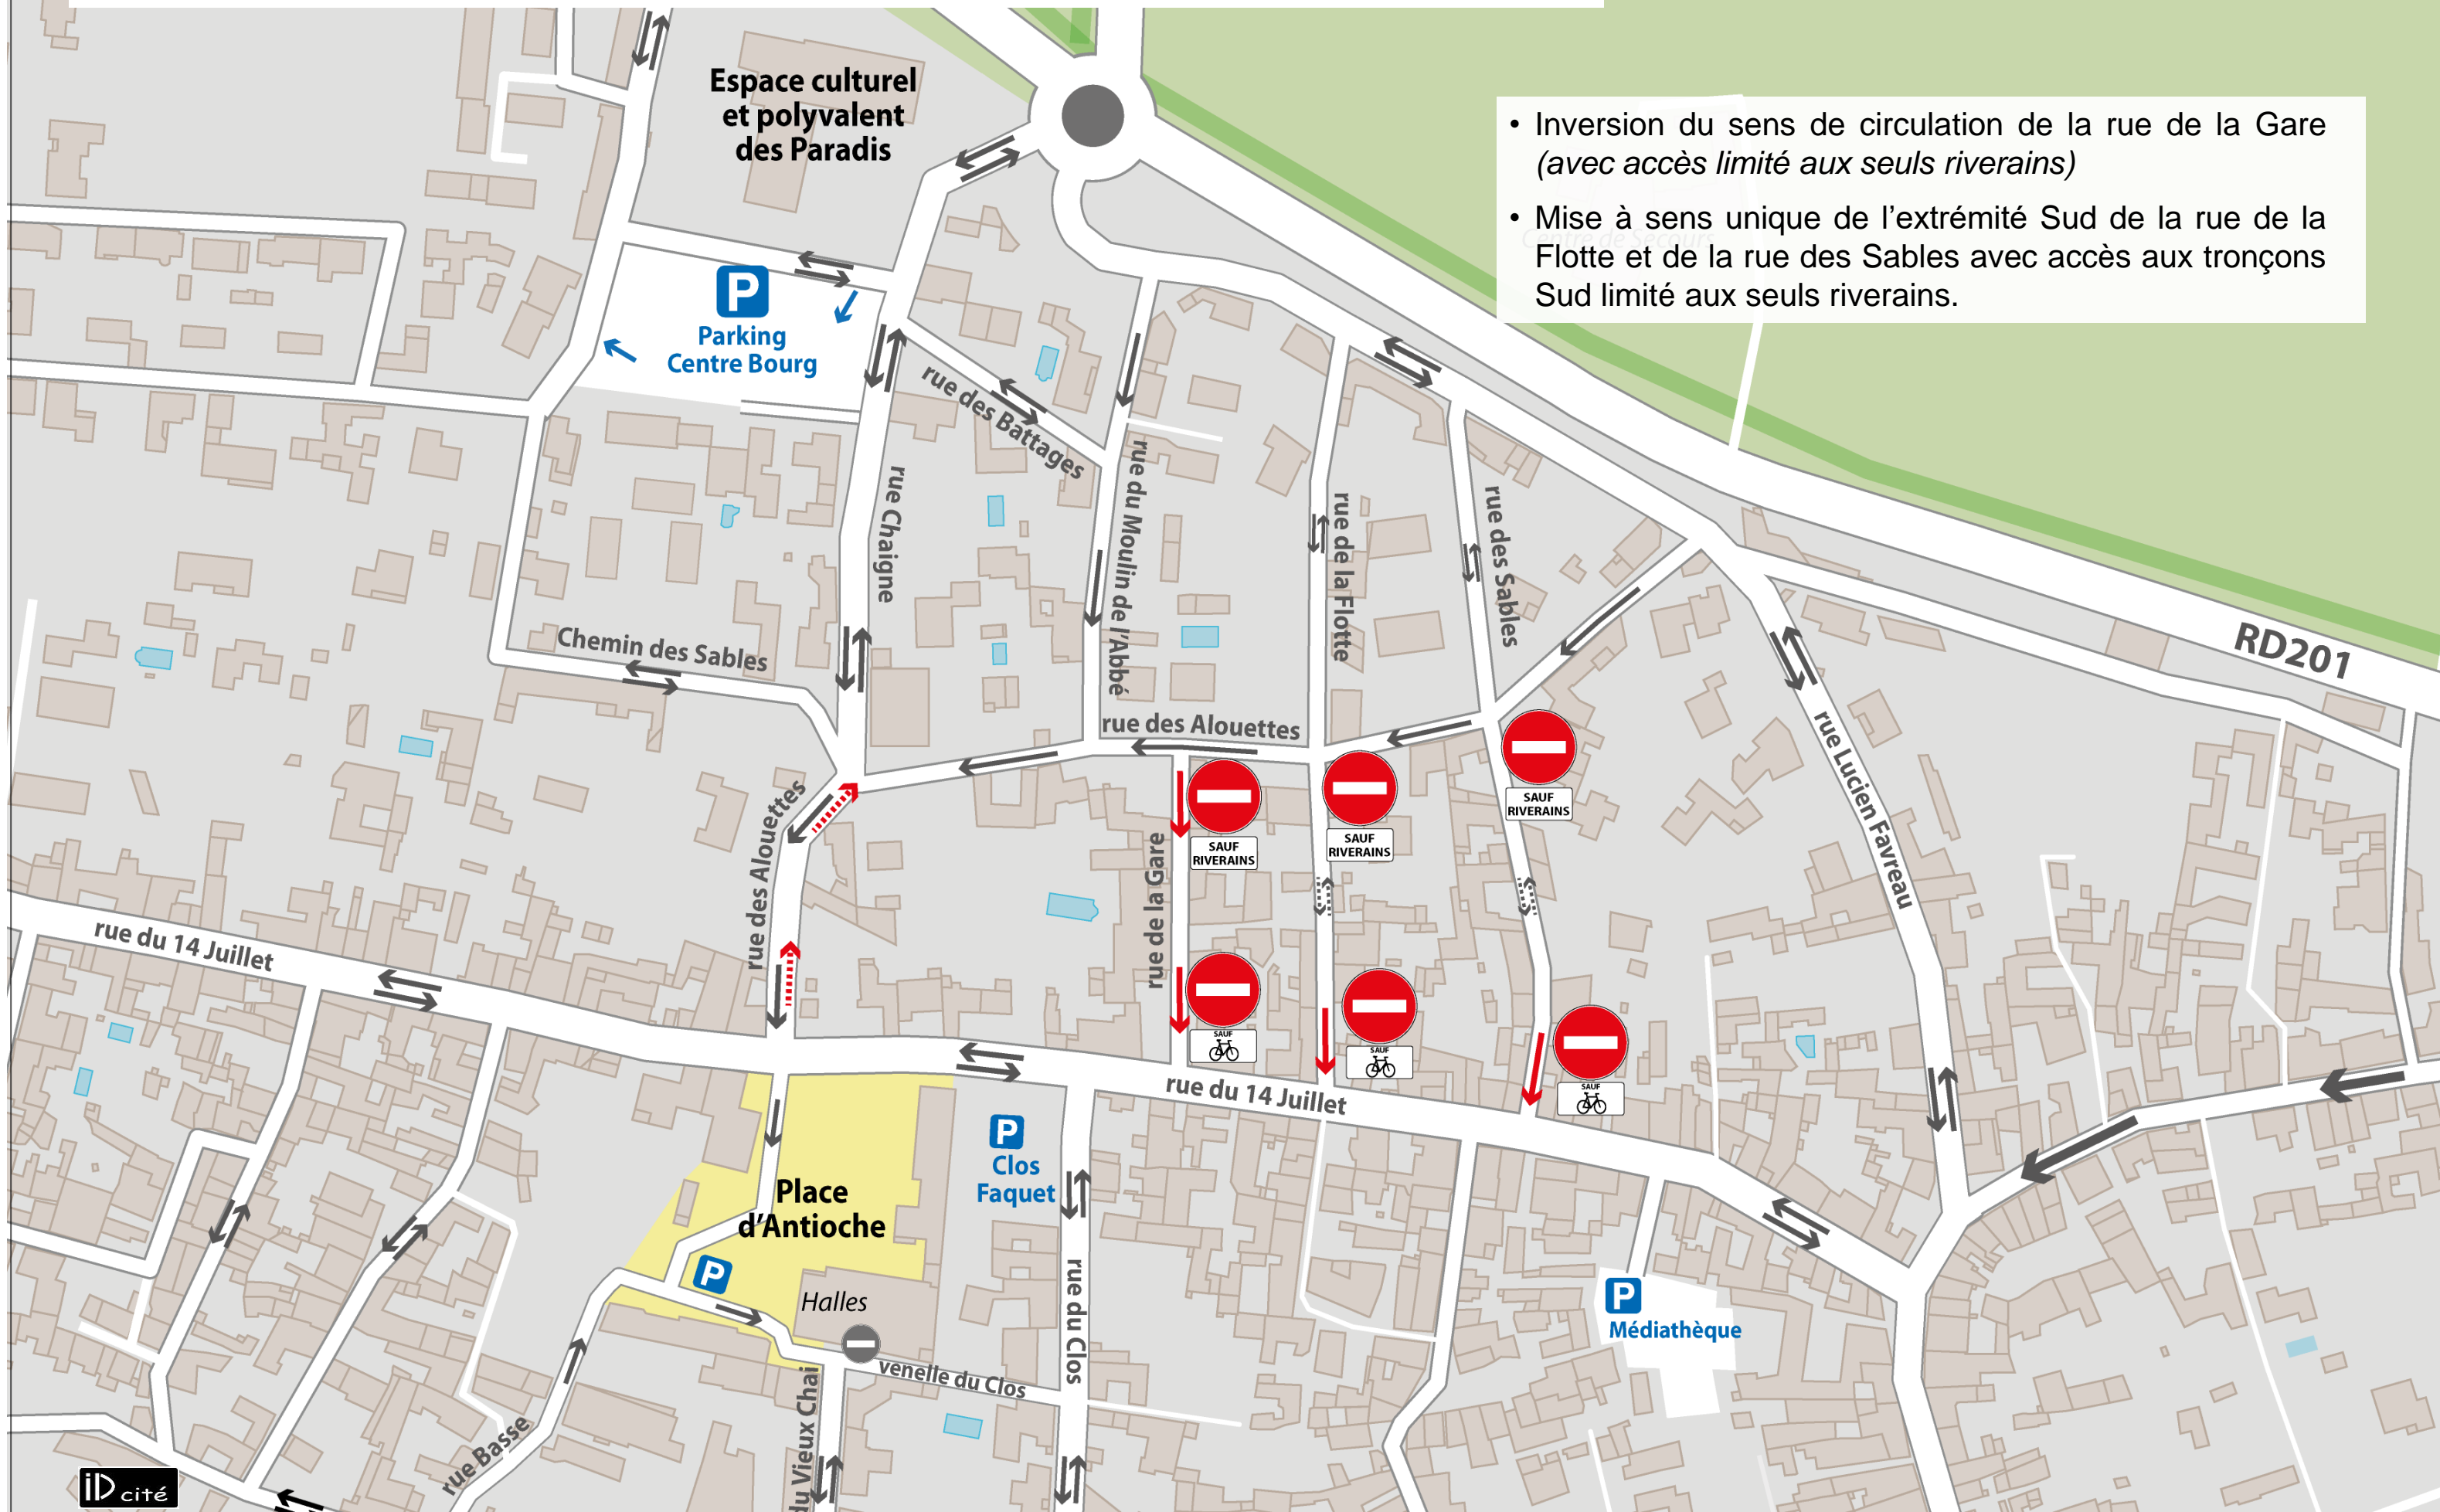 Espace culturel
et polyvalent
des Paradis
• Inversion du sens de circulation de la rue de la Gare
(avec accès limité aux seuls riverains)
• Mise à sens unique de l’extrémité Sud de la rue de la
Flotte et de la rue des Sables avec accès aux tronçons
Sud limité aux seuls riverains.
Centre de Secours
P
Parking
Centre Bourg
rue des Battages
rue Chaigne
rue du Moulin de l'Abbé
rue de la Flotte
rue des Sables
RD201
Chemin des Sables
rue des Alouettes
rue Lucien Favreau
rue des Alouettes
SAUF
RIVERAINS
SAUF
RIVERAINS
SAUF
RIVERAINS
rue de la Gare
rue du 14 Juillet
SAUF
SAUF
SAUF
rue du 14 Juillet
P
Clos
Faquet
Place
d'Antioche
P
Halles
rue du Clos
P
Médiathèque
venelle du Clos
du Vieux Chai
rue Basse
iD cité